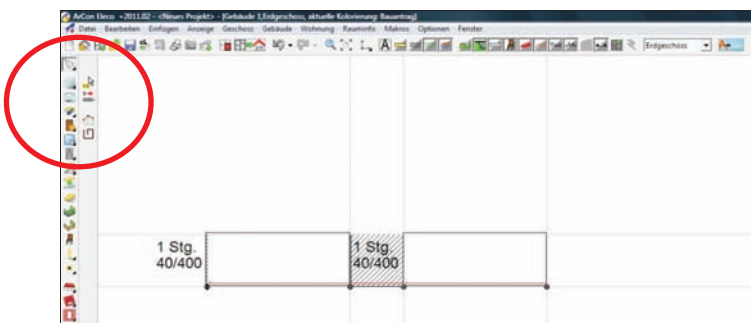 ArCon Eleco +2011.02 - <Neues Projekt> - [Gebäude 1,Erdgeschoss, aktuelle Kolorierung: Bauantrag]
Datei Bearbeiten Einfügen Anzeige Geschoss Gebäude Wohnung Rauminfo Makros Optionen Fenster
Erdgeschoss
1 Stg.
40/400
1 Stg.
40/400